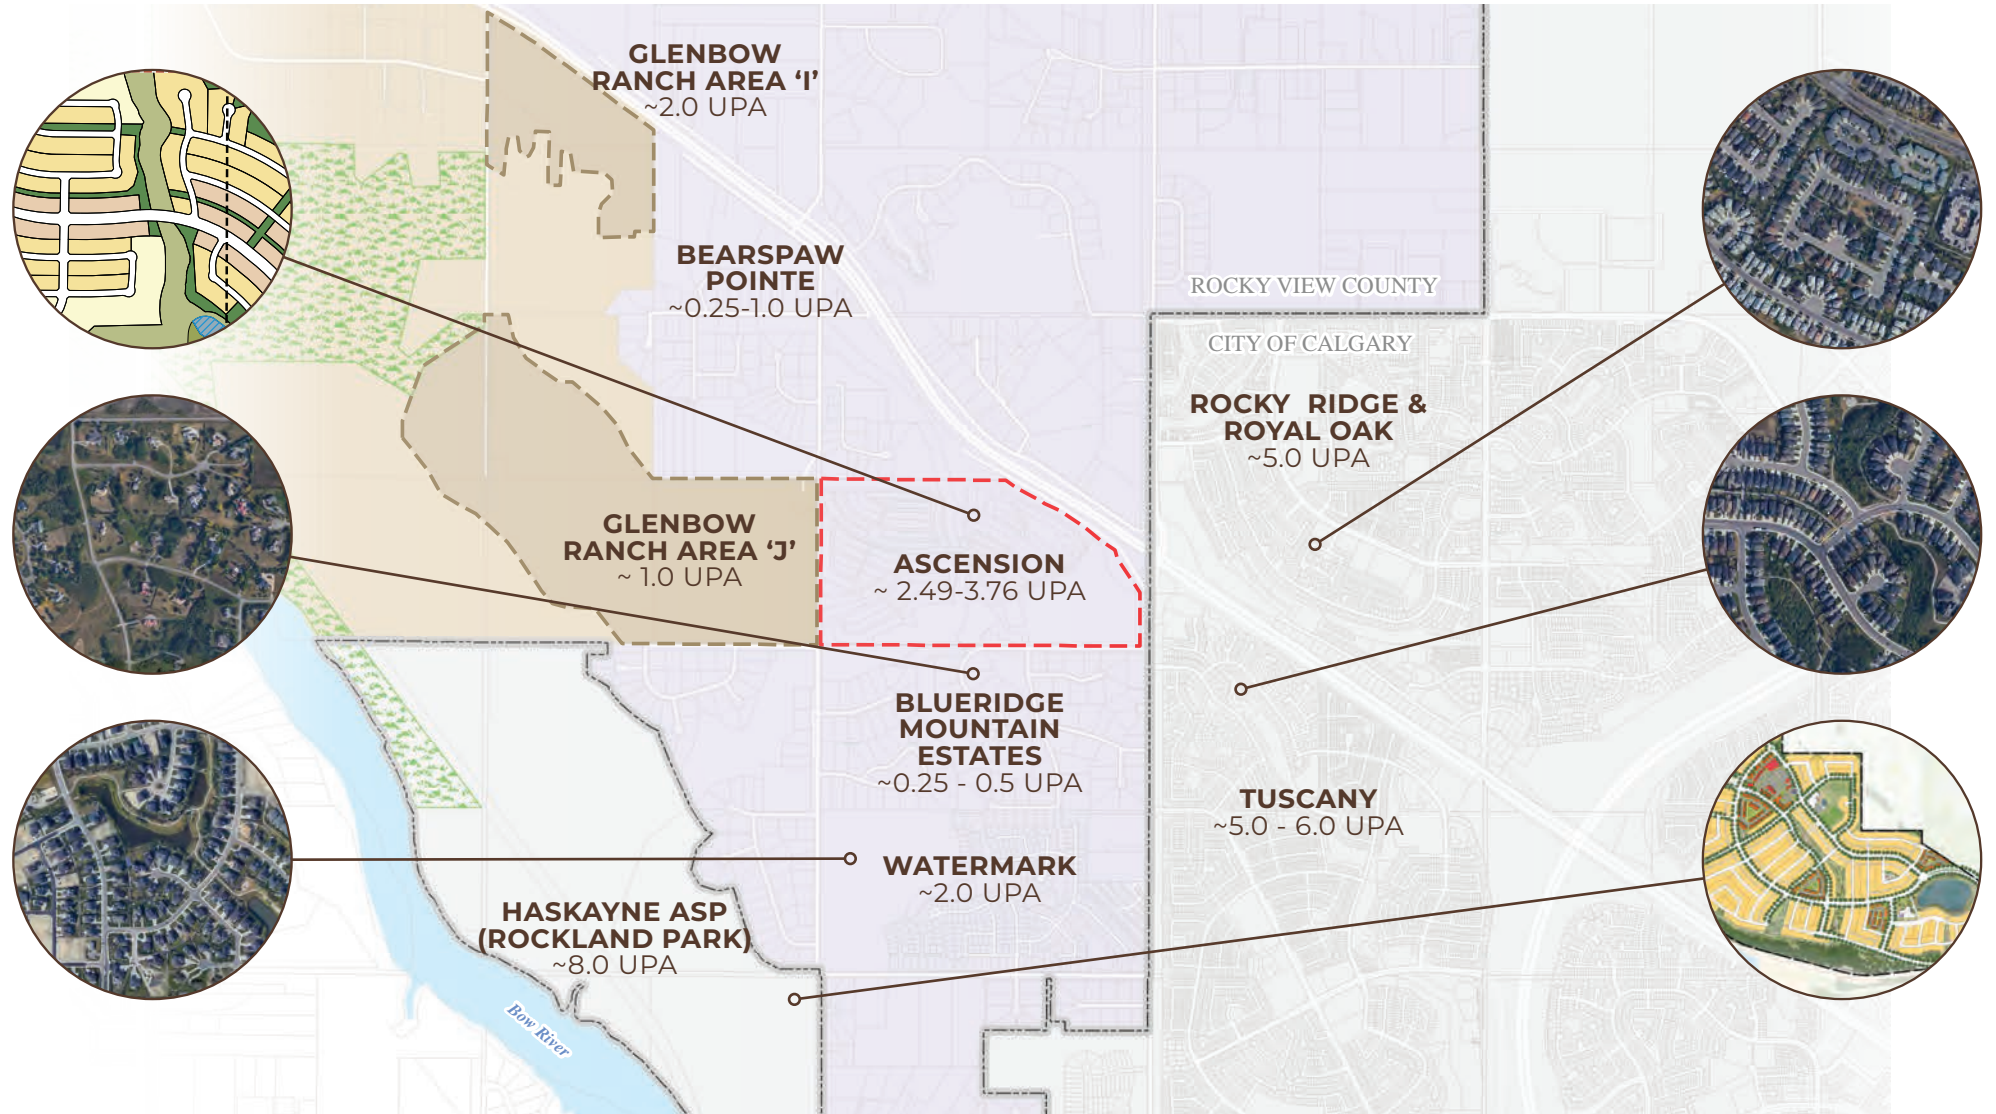 GLENBOW
RANCH AREA ‘I’
~2.0 UPA
BEARSPAW
POINTE
~0.25-1.0 UPA
ROCKY VIEW COUNTY
CITY OF CALGARY
ROCKY RIDGE &
ROYAL OAK
~5.0 UPA
GLENBOW
RANCH AREA ‘J’
~ 1.0 UPA
ASCENSION
~ 2.49-3.76 UPA
BLUERIDGE
MOUNTAIN
ESTATES
~0.25 - 0.5 UPA
TUSCANY
~5.0 - 6.0 UPA
WATERMARK
~2.0 UPA
HASKAYNE ASP
(ROCKLAND PARK)
~8.0 UPA
Bow River